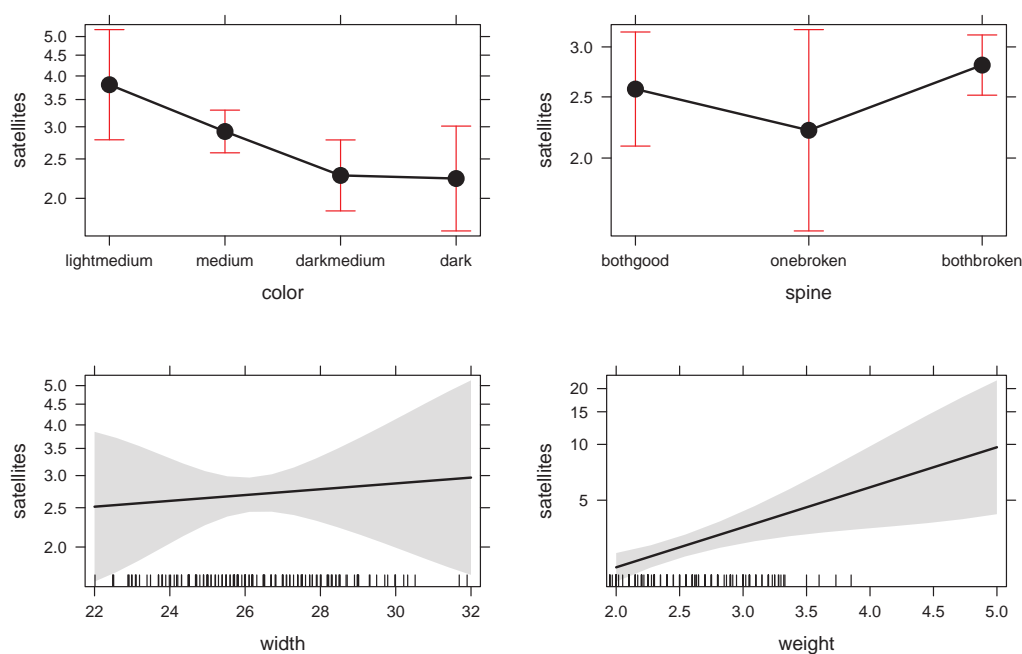 satellites
5.0
4.5
4.0
3.5
3.0
2.5
2.0
lightmedium medium darkmedium dark
color
satellites
3.0
2.5
2.0
bothgood onebroken bothbroken
spine
satellites
5.0
4.5
4.0
3.5
3.0
2.5
2.0
22 24 26 28 30 32
width
satellites
20
15
10
5
2.0 2.5 3.0 3.5 4.0 4.5 5.0
weight